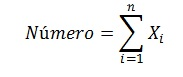 Número = ∑_{i=1}^{n} X_i